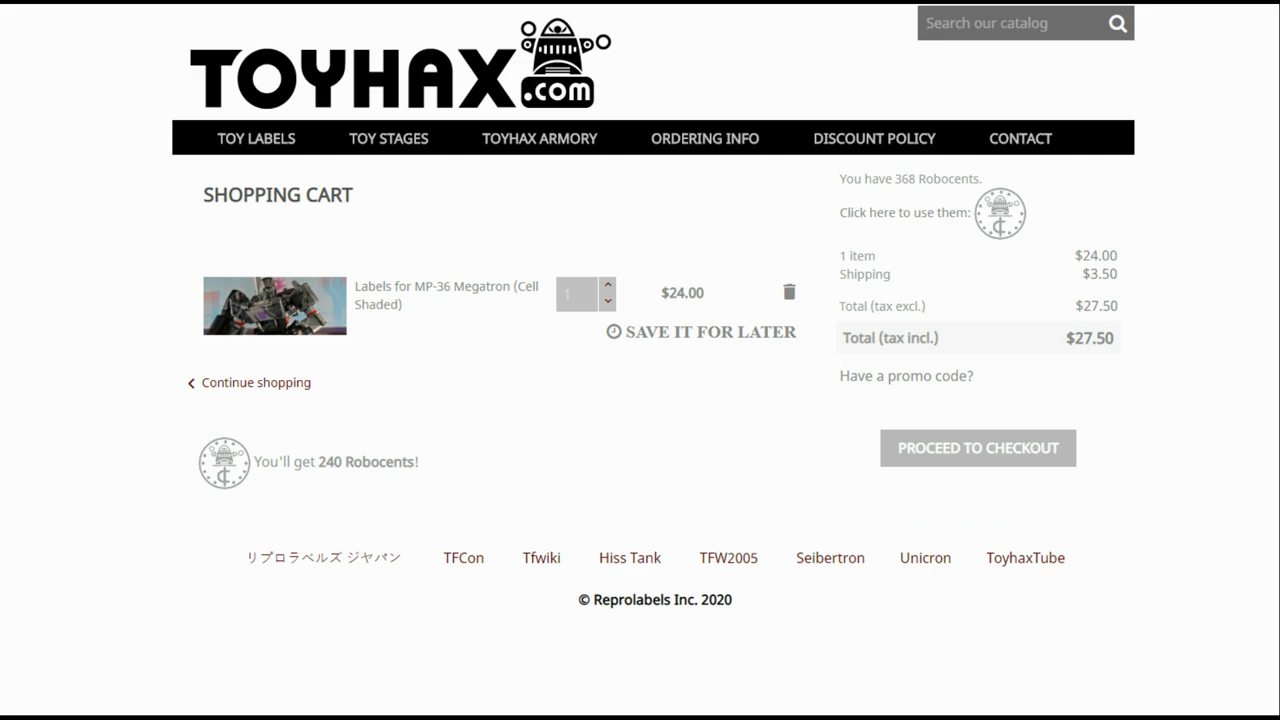 Search our catalog
TOYHAX
.com
TOY LABELS TOY STAGES TOYHAX ARMORY ORDERING INFO DISCOUNT POLICY CONTACT
SHOPPING CART
Labels for MP-36 Megatron (Cell
Shaded)
1
$24.00
SAVE IT FOR LATER
Continue shopping
You'll get 240 Robocents!
You have 368 Robocents.
Click here to use them:
1 item $24.00
Shipping $3.50
Total (tax excl.) $27.50
Total (tax incl.) $27.50
Have a promo code?
PROCEED TO CHECKOUT
リプロラベルズ ジャパン TFCon Tfwiki Hiss Tank TFW2005 Seibertron Unicron ToyhaxTube
© Reprolabels Inc. 2020